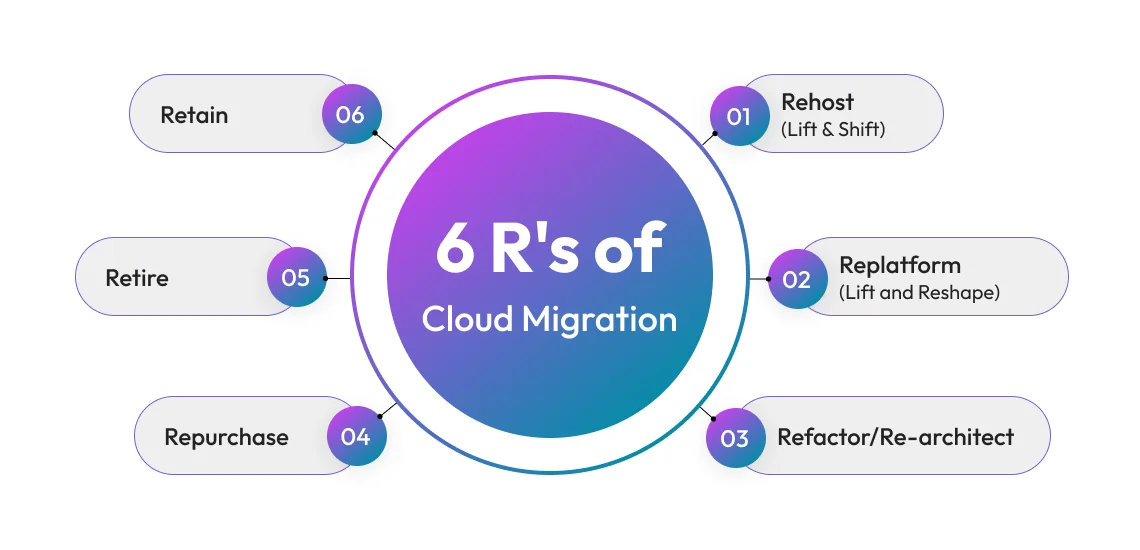 6 R's of
Cloud Migration
01
Rehost
(Lift & Shift)
02
Replatform
(Lift and Reshape)
03
Refactor/Re-architect
04
Repurchase
05
Retire
06
Retain